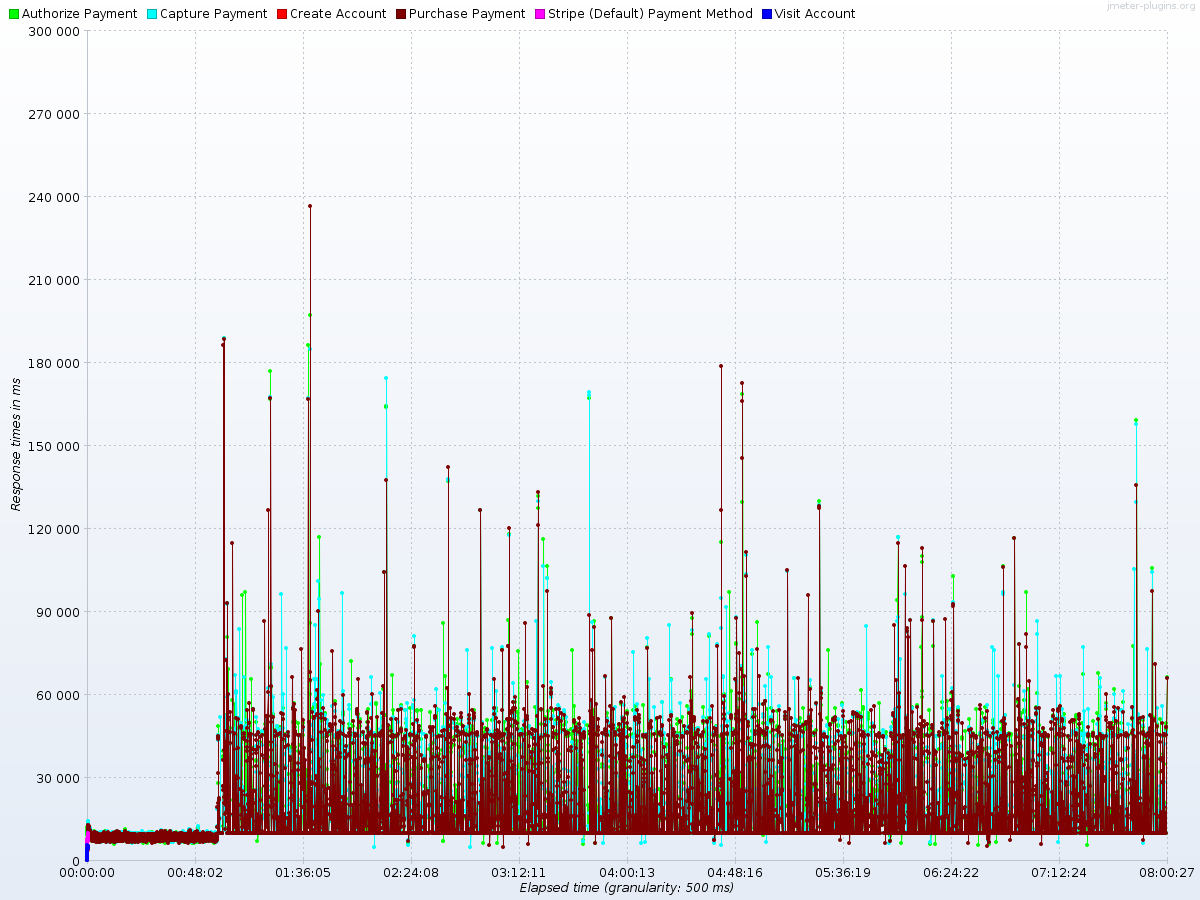 Authorize Payment Capture Payment Create Account Purchase Payment Stripe (Default) Payment Method Visit Account
jmeter-plugins.org
300 000
270 000
240 000
210 000
180 000
150 000
120 000
90 000
60 000
30 000
0
Response times in ms
00:00:00 00:48:02 01:36:05 02:24:08 03:12:11 04:00:13 04:48:16 05:36:19 06:24:22 07:12:24 08:00:27
Elapsed time (granularity: 500 ms)